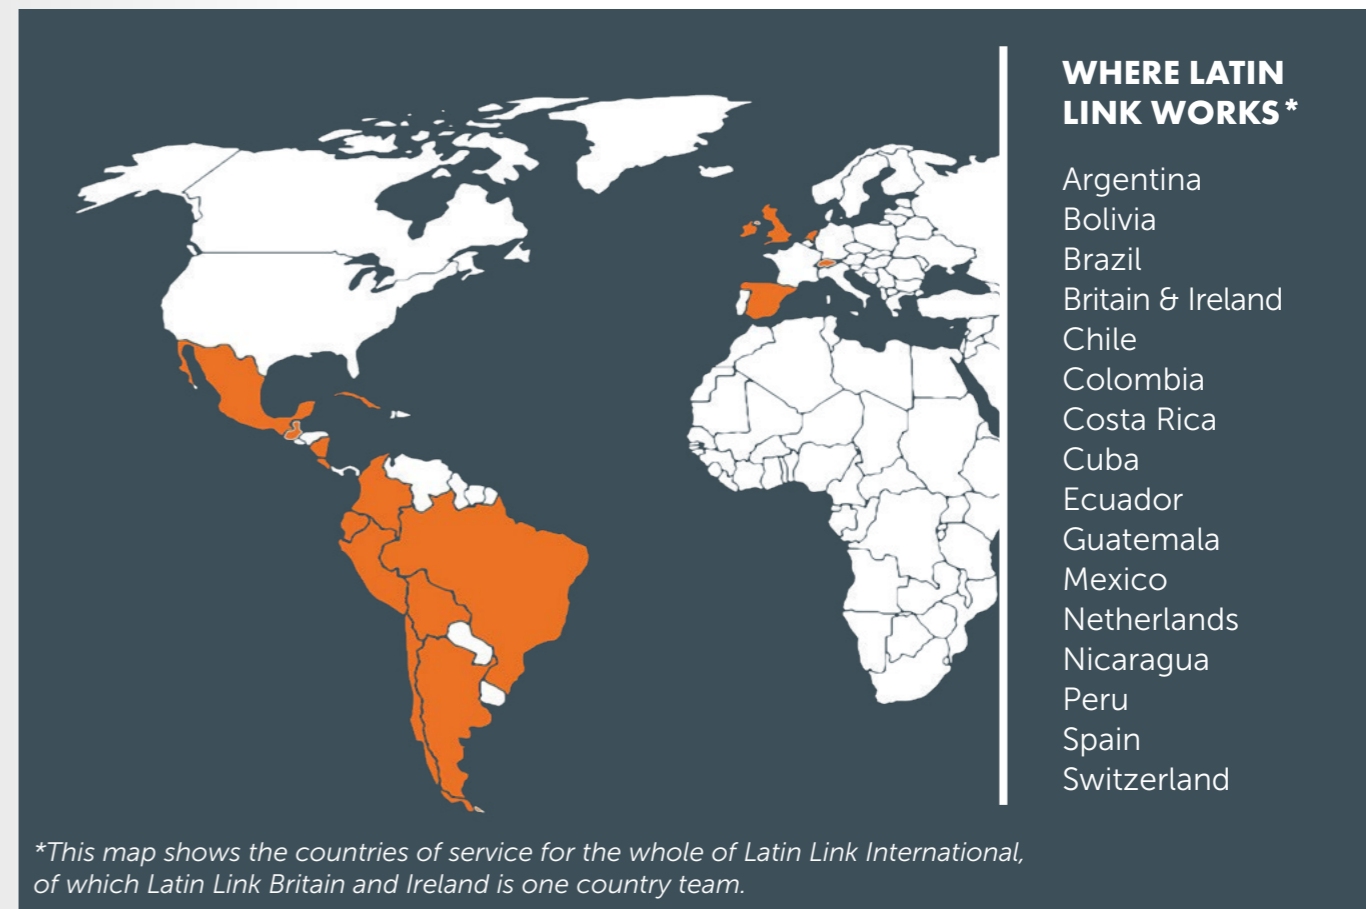 WHERE LATIN
LINK WORKS*
Argentina
Bolivia
Brazil
Britain & Ireland
Chile
Colombia
Costa Rica
Cuba
Ecuador
Guatemala
Mexico
Netherlands
Nicaragua
Peru
Spain
Switzerland
*This map shows the countries of service for the whole of Latin Link International,
of which Latin Link Britain and Ireland is one country team.